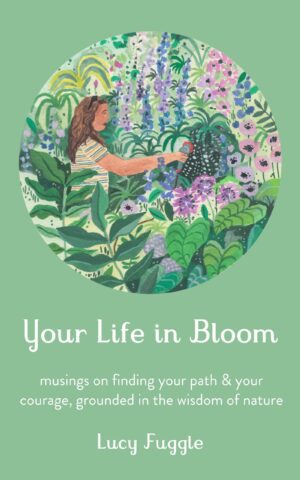 Your Life in Bloom
musings on finding your path & your
courage, grounded in the wisdom of nature
Lucy Fuggle